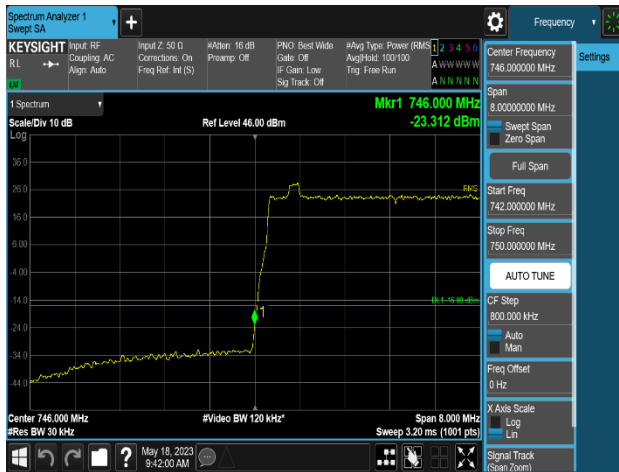 Spectrum Analyzer 1
Swept SA
Frequency
KEYSIGHT
Input: RF
Coupling: AC
Align: Auto
Input Z: 50 Ω
Corrections: On
Freq Ref: Int (S)
#Atten: 16 dB
Preamp: Off
PNO: Best Wide
Gate: Off
IF Gain: Low
Sig Track: Off
#Avg Type: Power (RMS
Avg|Hold: 100/100
Trig: Free Run
1 2 3 4 5 6
A W W W W W
A N N N N N
1 Spectrum
Scale/Div 10 dB
Ref Level 46.00 dBm
Mkr1 746.000 MHz
-23.312 dBm
Log
36.0
26.0
16.0
6.00
-4.00
-14.0
-24.0
-34.0
-44.0
RMS
1
Center 746.000 MHz
#Res BW 30 kHz
#Video BW 120 kHz*
Span 8.000 MHz
Sweep 3.20 ms (1001 pts)
May 18, 2023
9:42:00 AM
Center Frequency
746.000000 MHz
Span
8.00000000 MHz
Swept Span
Zero Span
Full Span
Start Freq
742.000000 MHz
Stop Freq
750.000000 MHz
AUTO TUNE
CF Step
800.000 kHz
Auto
Man
Freq Offset
0 Hz
X Axis Scale
Log
Lin
Signal Track
(Span Zoom)
Settings